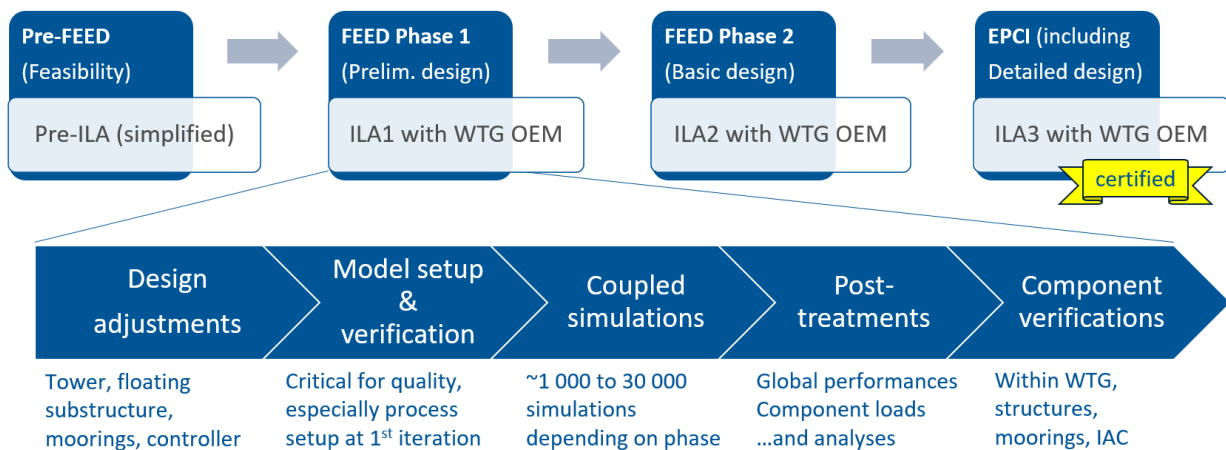 Pre-FEED
(Feasibility)
Pre-ILA (simplified)
FEED Phase 1
(Prelim. design)
ILA1 with WTG OEM
FEED Phase 2
(Basic design)
ILA2 with WTG OEM
EPCI (including
Detailed design)
ILA3 with WTG OEM
certified
Design
adjustments
Model setup
&
verification
Coupled
simulations
Post-
treatments
Component
verifications
Tower, floating
substructure,
moorings, controller
Critical for quality,
especially process
setup at 1st iteration
~1 000 to 30 000
simulations
depending on phase
Global performances
Component loads
...and analyses
Within WTG,
structures,
moorings, IAC